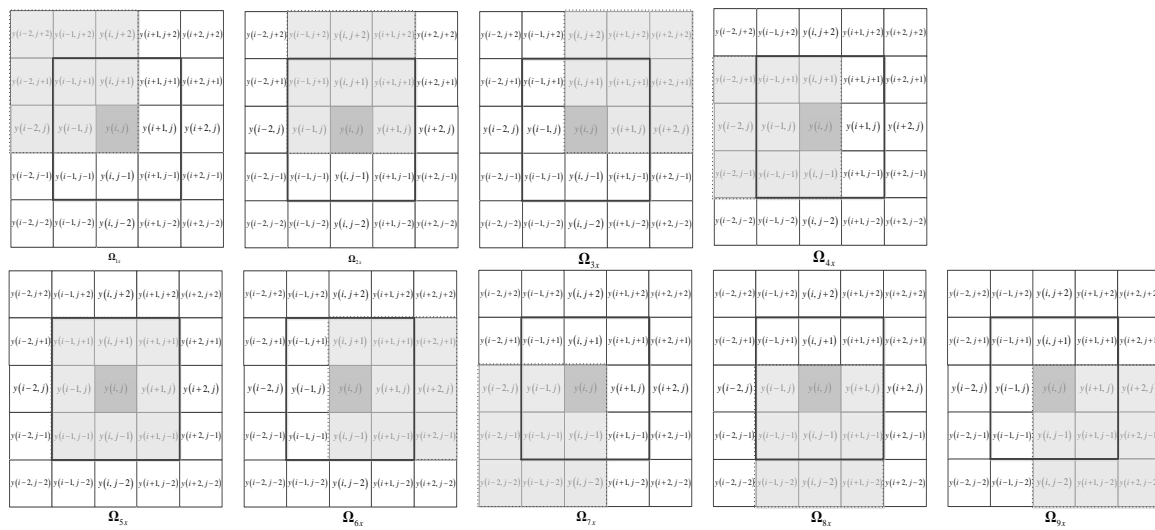 y(i−2, j+2) y(i−1, j+2) y(i, j+2) y(i+1, j+2) y(i+2, j+2)
y(i−2, j+1) y(i−1, j+1) y(i, j+1) y(i+1, j+1) y(i+2, j+1)
y(i−2, j) y(i−1, j) y(i, j) y(i+1, j) y(i+2, j)
y(i−2, j−1) y(i−1, j−1) y(i, j−1) y(i+1, j−1) y(i+2, j−1)
y(i−2, j−2) y(i−1, j−2) y(i, j−2) y(i+1, j−2) y(i+2, j−2)
Ω1x
y(i−2, j+2) y(i−1, j+2) y(i, j+2) y(i+1, j+2) y(i+2, j+2)
y(i−2, j+1) y(i−1, j+1) y(i, j+1) y(i+1, j+1) y(i+2, j+1)
y(i−2, j) y(i−1, j) y(i, j) y(i+1, j) y(i+2, j)
y(i−2, j−1) y(i−1, j−1) y(i, j−1) y(i+1, j−1) y(i+2, j−1)
y(i−2, j−2) y(i−1, j−2) y(i, j−2) y(i+1, j−2) y(i+2, j−2)
Ω2x
y(i−2, j+2) y(i−1, j+2) y(i, j+2) y(i+1, j+2) y(i+2, j+2)
y(i−2, j+1) y(i−1, j+1) y(i, j+1) y(i+1, j+1) y(i+2, j+1)
y(i−2, j) y(i−1, j) y(i, j) y(i+1, j) y(i+2, j)
y(i−2, j−1) y(i−1, j−1) y(i, j−1) y(i+1, j−1) y(i+2, j−1)
y(i−2, j−2) y(i−1, j−2) y(i, j−2) y(i+1, j−2) y(i+2, j−2)
Ω3x
y(i−2, j+2) y(i−1, j+2) y(i, j+2) y(i+1, j+2) y(i+2, j+2)
y(i−2, j+1) y(i−1, j+1) y(i, j+1) y(i+1, j+1) y(i+2, j+1)
y(i−2, j) y(i−1, j) y(i, j) y(i+1, j) y(i+2, j)
y(i−2, j−1) y(i−1, j−1) y(i, j−1) y(i+1, j−1) y(i+2, j−1)
y(i−2, j−2) y(i−1, j−2) y(i, j−2) y(i+1, j−2) y(i+2, j−2)
Ω4x
y(i−2, j+2) y(i−1, j+2) y(i, j+2) y(i+1, j+2) y(i+2, j+2)
y(i−2, j+1) y(i−1, j+1) y(i, j+1) y(i+1, j+1) y(i+2, j+1)
y(i−2, j) y(i−1, j) y(i, j) y(i+1, j) y(i+2, j)
y(i−2, j−1) y(i−1, j−1) y(i, j−1) y(i+1, j−1) y(i+2, j−1)
y(i−2, j−2) y(i−1, j−2) y(i, j−2) y(i+1, j−2) y(i+2, j−2)
Ω5x
y(i−2, j+2) y(i−1, j+2) y(i, j+2) y(i+1, j+2) y(i+2, j+2)
y(i−2, j+1) y(i−1, j+1) y(i, j+1) y(i+1, j+1) y(i+2, j+1)
y(i−2, j) y(i−1, j) y(i, j) y(i+1, j) y(i+2, j)
y(i−2, j−1) y(i−1, j−1) y(i, j−1) y(i+1, j−1) y(i+2, j−1)
y(i−2, j−2) y(i−1, j−2) y(i, j−2) y(i+1, j−2) y(i+2, j−2)
Ω6x
y(i−2, j+2) y(i−1, j+2) y(i, j+2) y(i+1, j+2) y(i+2, j+2)
y(i−2, j+1) y(i−1, j+1) y(i, j+1) y(i+1, j+1) y(i+2, j+1)
y(i−2, j) y(i−1, j) y(i, j) y(i+1, j) y(i+2, j)
y(i−2, j−1) y(i−1, j−1) y(i, j−1) y(i+1, j−1) y(i+2, j−1)
y(i−2, j−2) y(i−1, j−2) y(i, j−2) y(i+1, j−2) y(i+2, j−2)
Ω7x
y(i−2, j+2) y(i−1, j+2) y(i, j+2) y(i+1, j+2) y(i+2, j+2)
y(i−2, j+1) y(i−1, j+1) y(i, j+1) y(i+1, j+1) y(i+2, j+1)
y(i−2, j) y(i−1, j) y(i, j) y(i+1, j) y(i+2, j)
y(i−2, j−1) y(i−1, j−1) y(i, j−1) y(i+1, j−1) y(i+2, j−1)
y(i−2, j−2) y(i−1, j−2) y(i, j−2) y(i+1, j−2) y(i+2, j−2)
Ω8x
y(i−2, j+2) y(i−1, j+2) y(i, j+2) y(i+1, j+2) y(i+2, j+2)
y(i−2, j+1) y(i−1, j+1) y(i, j+1) y(i+1, j+1) y(i+2, j+1)
y(i−2, j) y(i−1, j) y(i, j) y(i+1, j) y(i+2, j)
y(i−2, j−1) y(i−1, j−1) y(i, j−1) y(i+1, j−1) y(i+2, j−1)
y(i−2, j−2) y(i−1, j−2) y(i, j−2) y(i+1, j−2) y(i+2, j−2)
Ω9x